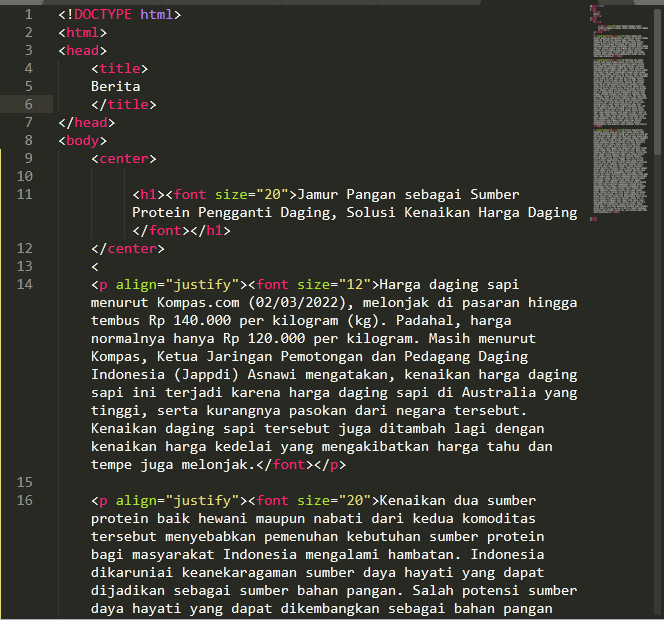 1 <!DOCTYPE html>
2 <html>
3 <head>
4 <title>
5 Berita
6 </title>
7 </head>
8 <body>
9 <center>
10
11 <h1><font size="20">Jamur Pangan sebagai Sumber
Protein Pengganti Daging, Solusi Kenaikan Harga Daging
</font></h1>
12 </center>
13 <
14 <p align="justify"><font size="12">Harga daging sapi
menurut Kompas.com (02/03/2022), melonjak di pasaran hingga
tembus Rp 140.000 per kilogram (kg). Padahal, harga
normalnya hanya Rp 120.000 per kilogram. Masih menurut
Kompas, Ketua Jaringan Pemotongan dan Pedagang Daging
Indonesia (Jappdi) Asnawi mengatakan, kenaikan harga daging
sapi ini terjadi karena harga daging sapi di Australia yang
tinggi, serta kurangnya pasokan dari negara tersebut.
Kenaikan daging sapi tersebut juga ditambah lagi dengan
kenaikan harga kedelai yang mengakibatkan harga tahu dan
tempe juga melonjak.</font></p>
15
16 <p align="justify"><font size="20">Kenaikan dua sumber
protein baik hewani maupun nabati dari kedua komoditas
tersebut menyebabkan pemenuhan kebutuhan sumber protein
bagi masyarakat Indonesia mengalami hambatan. Indonesia
dikaruniai keanekaragaman sumber daya hayati yang dapat
dijadikan sebagai sumber bahan pangan. Salah potensi sumber
daya hayati yang dapat dikembangkan sebagai bahan pangan